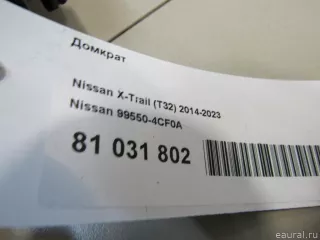 Домкрат
Nissan X-Trail (T32) 2014-2023
Nissan 99550-4CF0A
81 031 802
© eaural.ru